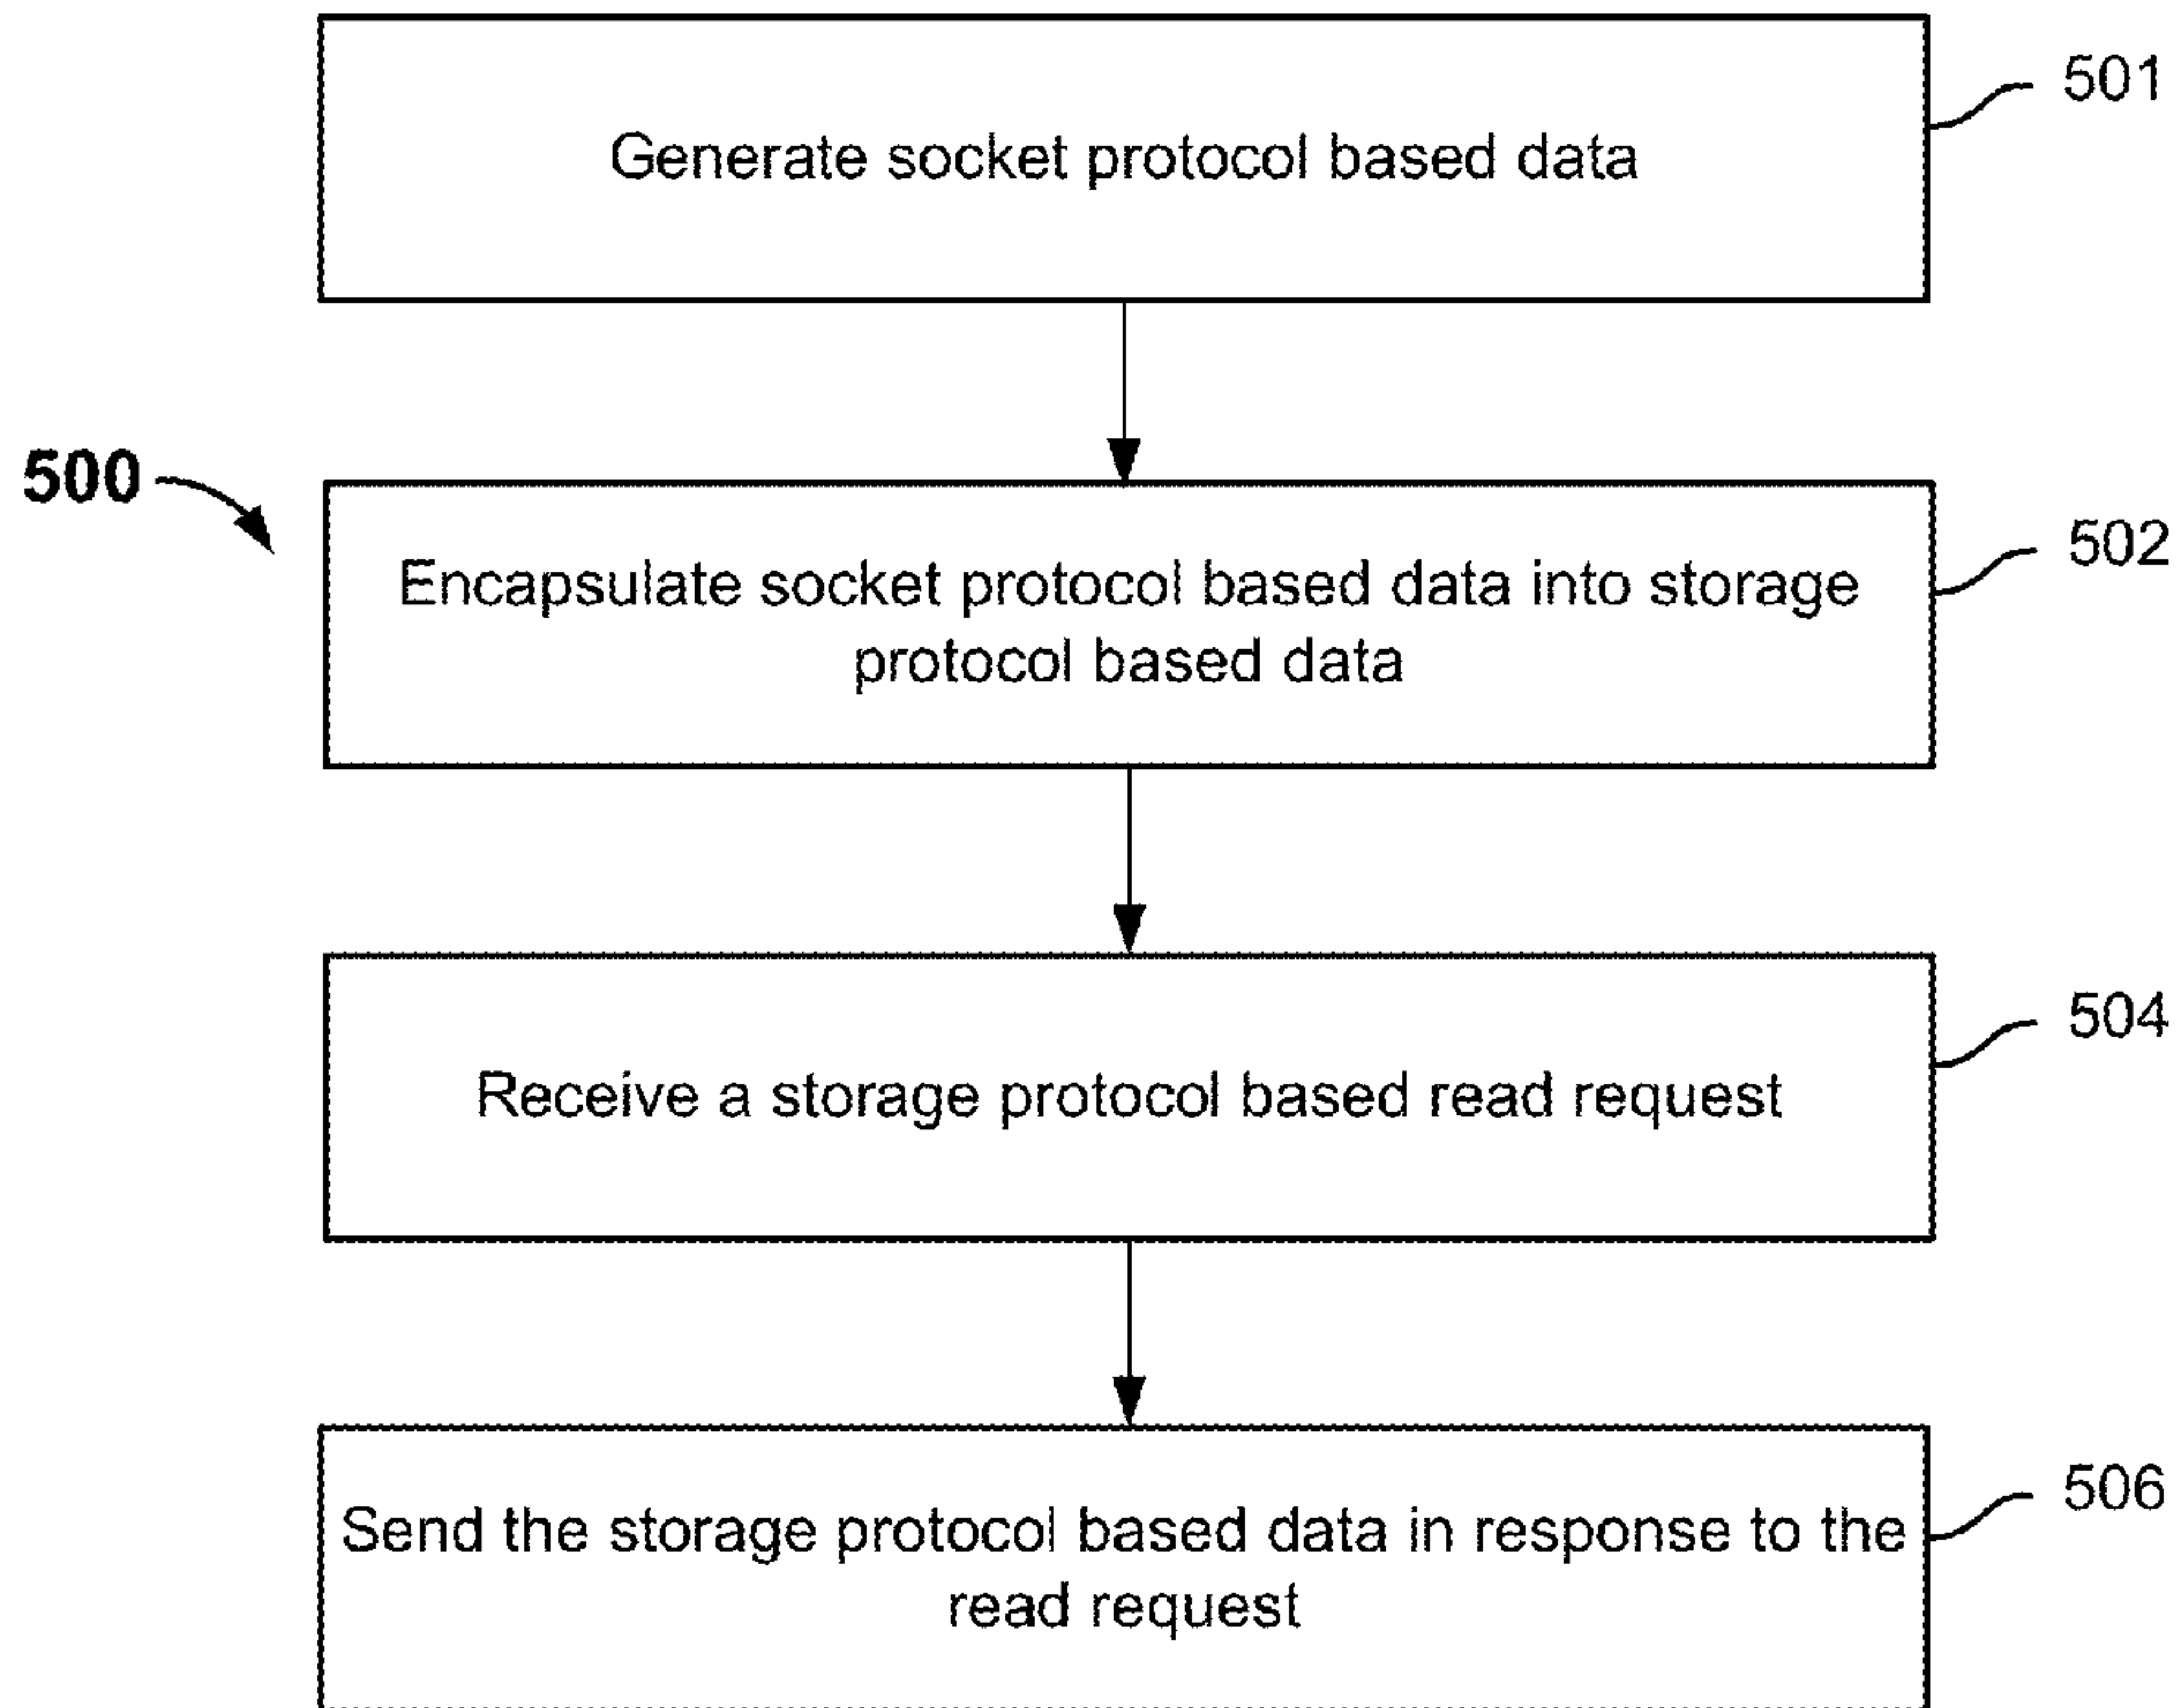 Generate socket protocol based data
501
500
Encapsulate socket protocol based data into storage
protocol based data
502
Receive a storage protocol based read request
504
Send the storage protocol based data in response to the
read request
506